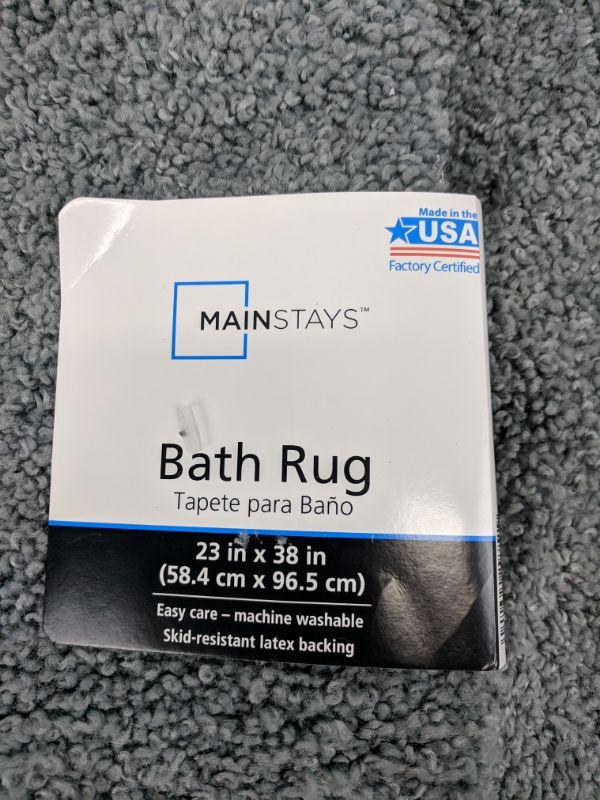 Made in the
USA
Factory Certified
MAINSTAYS™
Bath Rug
Tapete para Baño
23 in x 38 in
(58.4 cm x 96.5 cm)
Easy care – machine washable
Skid-resistant latex backing